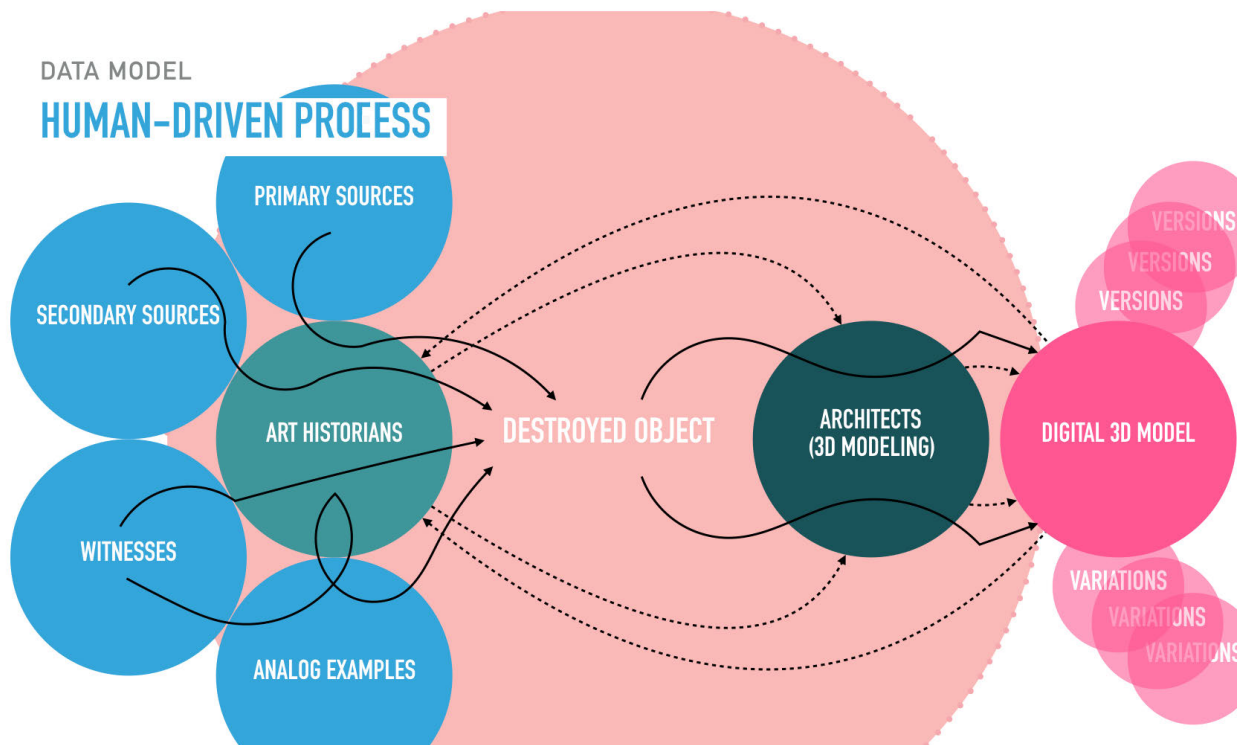 DATA MODEL
HUMAN-DRIVEN PROCESS
PRIMARY SOURCES
SECONDARY SOURCES
ART HISTORIANS
WITNESSES
ANALOG EXAMPLES
DESTROYED OBJECT
ARCHITECTS
(3D MODELING)
DIGITAL 3D MODEL
VERSIONS
VERSIONS
VERSIONS
VARIATIONS
VARIATIONS
VARIATIONS